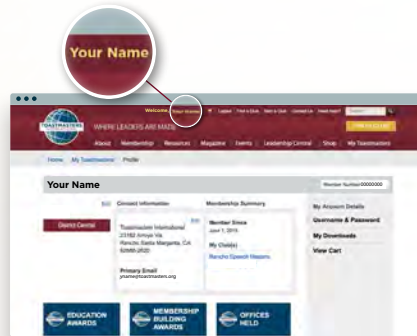 Your Name
Welcome, Your Name Logout Find a Club Start a Club Contact Us Need Help?
TOASTMASTERS
WHERE LEADERS ARE MADE
About Membership Resources Magazine Events Leadership Central Shop My Toastmasters
Home My Toastmasters Profile
Your Name
Member Number 00000000
Edit Contact Information
Membership Summary
My Account Details
District Central
Toastmasters International Edit
23182 Arroyo Vis
Rancho Santa Margarita, CA
92688-2620
Member Since
June 1, 2015
Username & Password
My Downloads
My Club(s)
View Cart
Primary Email
yname@toastmasters.org
EDUCATION
AWARDS
MEMBERSHIP
BUILDING
AWARDS
OFFICES
HELD